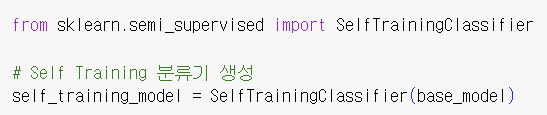 from sklearn.semi_supervised import SelfTrainingClassifier
# Self Training 분류기 생성
self_training_model = SelfTrainingClassifier(base_model)